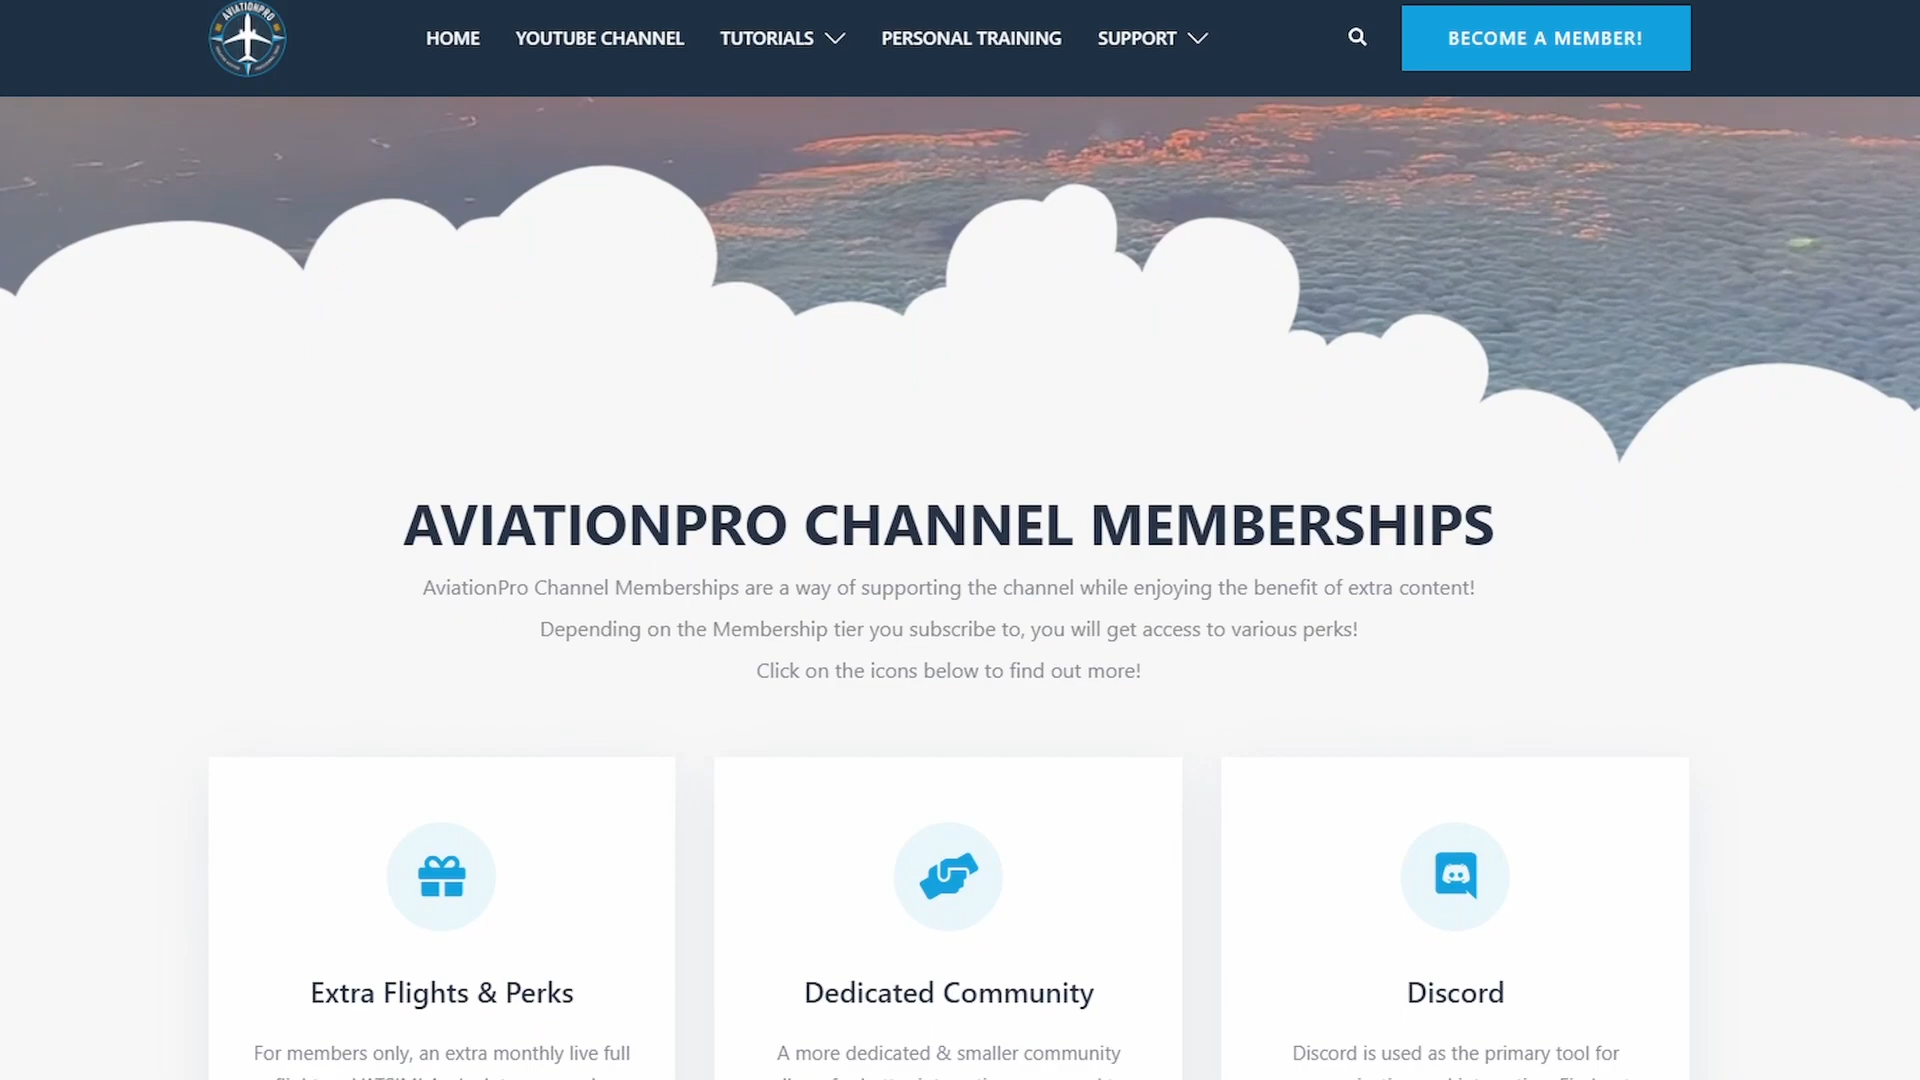 AVIATIONPRO
HOME
YOUTUBE CHANNEL
TUTORIALS
PERSONAL TRAINING
SUPPORT
BECOME A MEMBER!
AVIATIONPRO CHANNEL MEMBERSHIPS
AviationPro Channel Memberships are a way of supporting the channel while enjoying the benefit of extra content!
Depending on the Membership tier you subscribe to, you will get access to various perks!
Click on the icons below to find out more!
Extra Flights & Perks
For members only, an extra monthly live full
Dedicated Community
A more dedicated & smaller community
Discord
Discord is used as the primary tool for